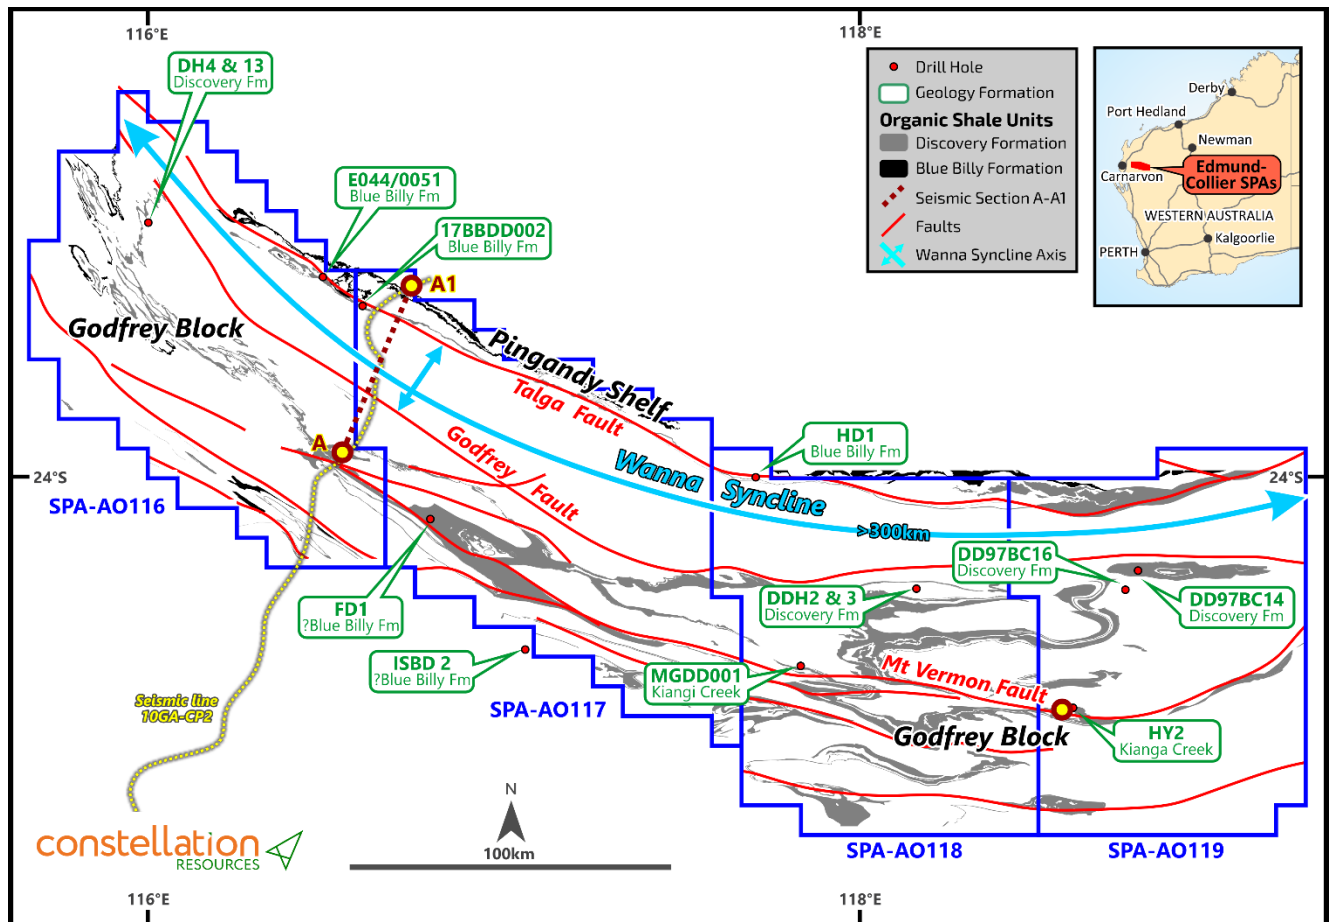 116°E
118°E
DH4 & 13
Discovery Fm
E044/0051
Blue Billy Fm
17BBDD002
Blue Billy Fm
A1
Drill Hole
Geology Formation
Organic Shale Units
Discovery Formation
Blue Billy Formation
Seismic Section A-A1
Faults
Wanna Syncline Axis
Derby
Port Hedland
Newman
Carnarvon
Edmund-
Collier SPAs
WESTERN AUSTRALIA
Kalgoorlie
PERTH
Godfrey Block
Pingandy Shelf
Talga Fault
A
Godfrey Fault
HD1
Blue Billy Fm
Wanna Syncline
>300km
24°S
24°S
SPA-AO116
DD97BC16
Discovery Fm
DDH2 & 3
Discovery Fm
DD97BC14
Discovery Fm
FD1
?Blue Billy Fm
ISBD 2
?Blue Billy Fm
MGDD001
Kiangi Creek
Mt Vermon Fault
Seismic line
10GA-CP2
SPA-AO117
Godfrey Block
HY2
Kianga Creek
N
100km
constellation
RESOURCES
SPA-AO118
SPA-AO119
116°E
118°E